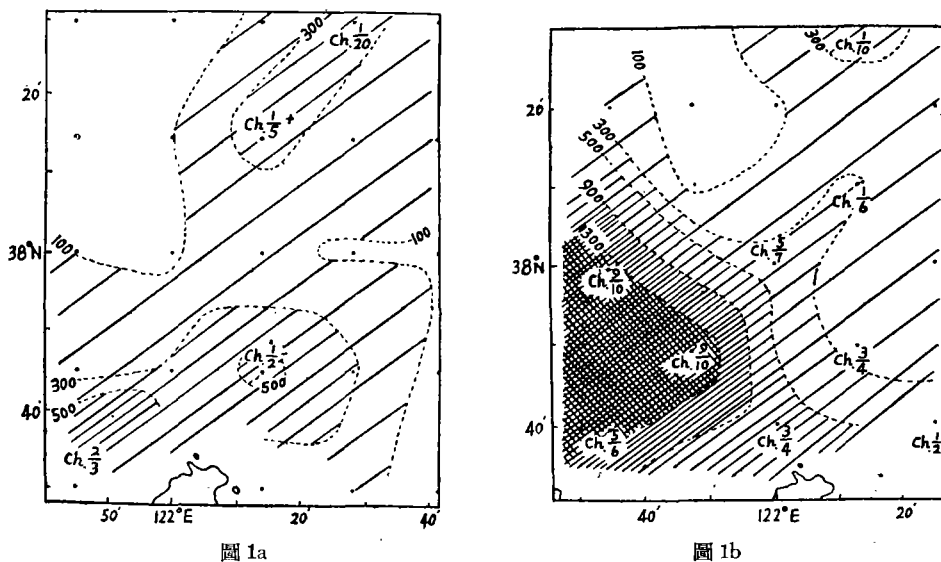 300
Ch. 1/20
20′
Ch. 1/5 +
100
38°N
100
Ch. 1/2
300
500
500
40′
Ch. 2/3
50′ 122°E 20′ 40′
圖 1a
300
Ch. 1/10
100
20′
300
500
900
Ch. 1/6
Ch. 5/7
38°N
1300
Ch. 9/10
Ch. 9/10
Ch. 3/4
40′
Ch. 5/6
Ch. 3/4
Ch. 1/2
40′ 122°E 20′
圖 1b